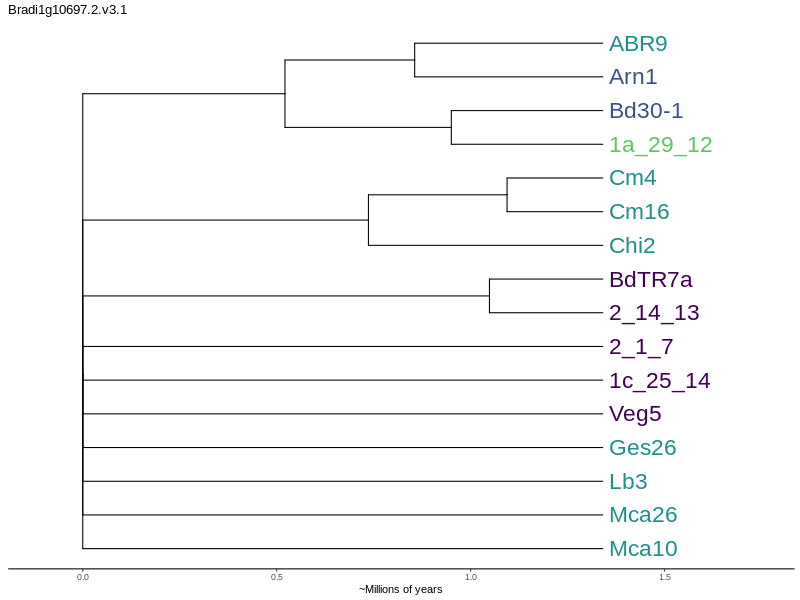 Bradi1g10697.2.v3.1
ABR9
Arn1
Bd30-1
1a_29_12
Cm4
Cm16
Chi2
BdTR7a
2_14_13
2_1_7
1c_25_14
Veg5
Ges26
Lb3
Mca26
Mca10
0.0 0.5 1.0 1.5
~Millions of years